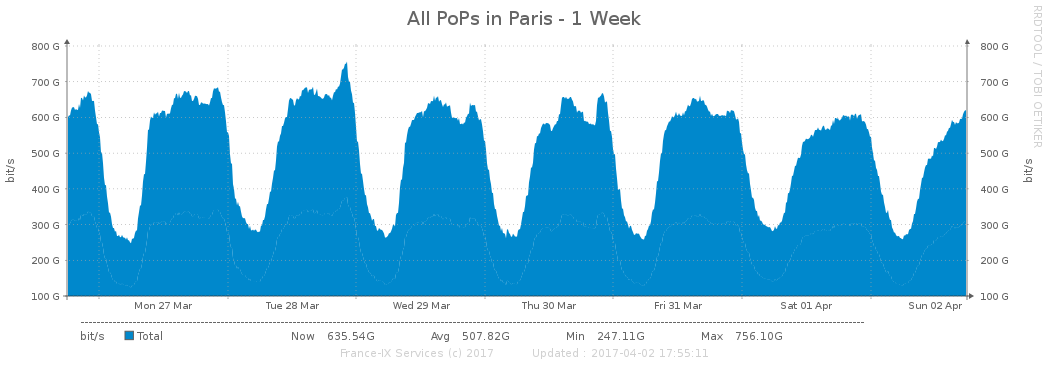 All PoPs in Paris - 1 Week
RRDTOOL / TOBI OETIKER
800 G 800 G
700 G 700 G
600 G 600 G
500 G 500 G
bit/s bit/s
400 G 400 G
300 G 300 G
200 G 200 G
100 G 100 G
Mon 27 Mar Tue 28 Mar Wed 29 Mar Thu 30 Mar Fri 31 Mar Sat 01 Apr Sun 02 Apr
bit/s Total Now 635.54G Avg 507.82G Min 247.11G Max 756.10G
France-IX Services (c) 2017 Updated : 2017-04-02 17:55:11